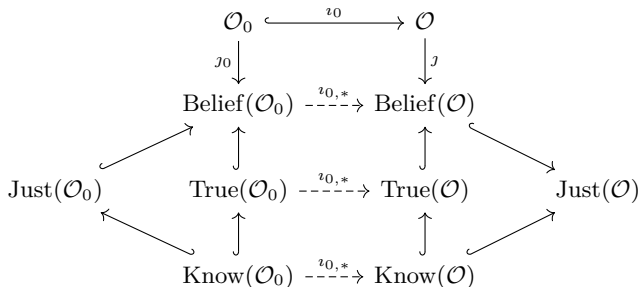 𝒪₀ ı₀ 𝒪
ȷ₀ ȷ
Belief(𝒪₀) ı₀,∗ Belief(𝒪)
Just(𝒪₀) True(𝒪₀) ı₀,∗ True(𝒪) Just(𝒪)
Know(𝒪₀) ı₀,∗ Know(𝒪)